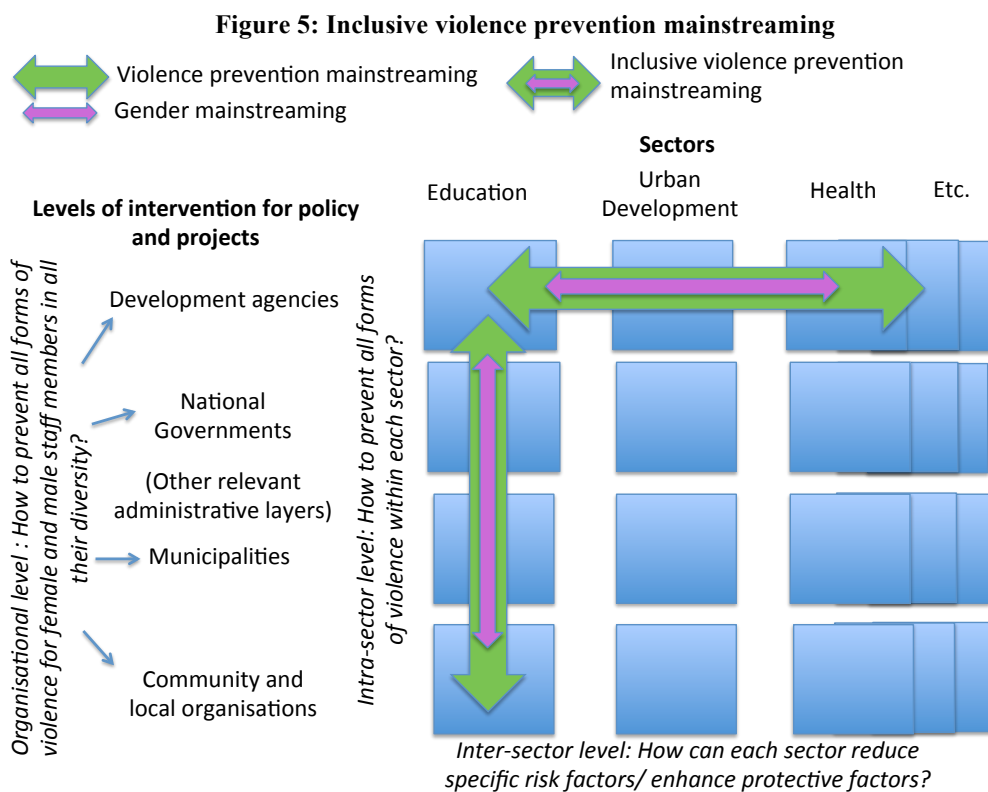 Figure 5: Inclusive violence prevention mainstreaming
Violence prevention mainstreaming
Gender mainstreaming
Inclusive violence prevention
mainstreaming
Sectors
Education
Urban
Development
Health
Etc.
Levels of intervention for policy
and projects
Organisational level : How to prevent all forms of
violence for female and male staff members in all
their diversity?
Development agencies
National
Governments
(Other relevant
administrative layers)
Municipalities
Community and
local organisations
Intra-sector level: How to prevent all forms
of violence within each sector?
Inter-sector level: How can each sector reduce
specific risk factors/ enhance protective factors?